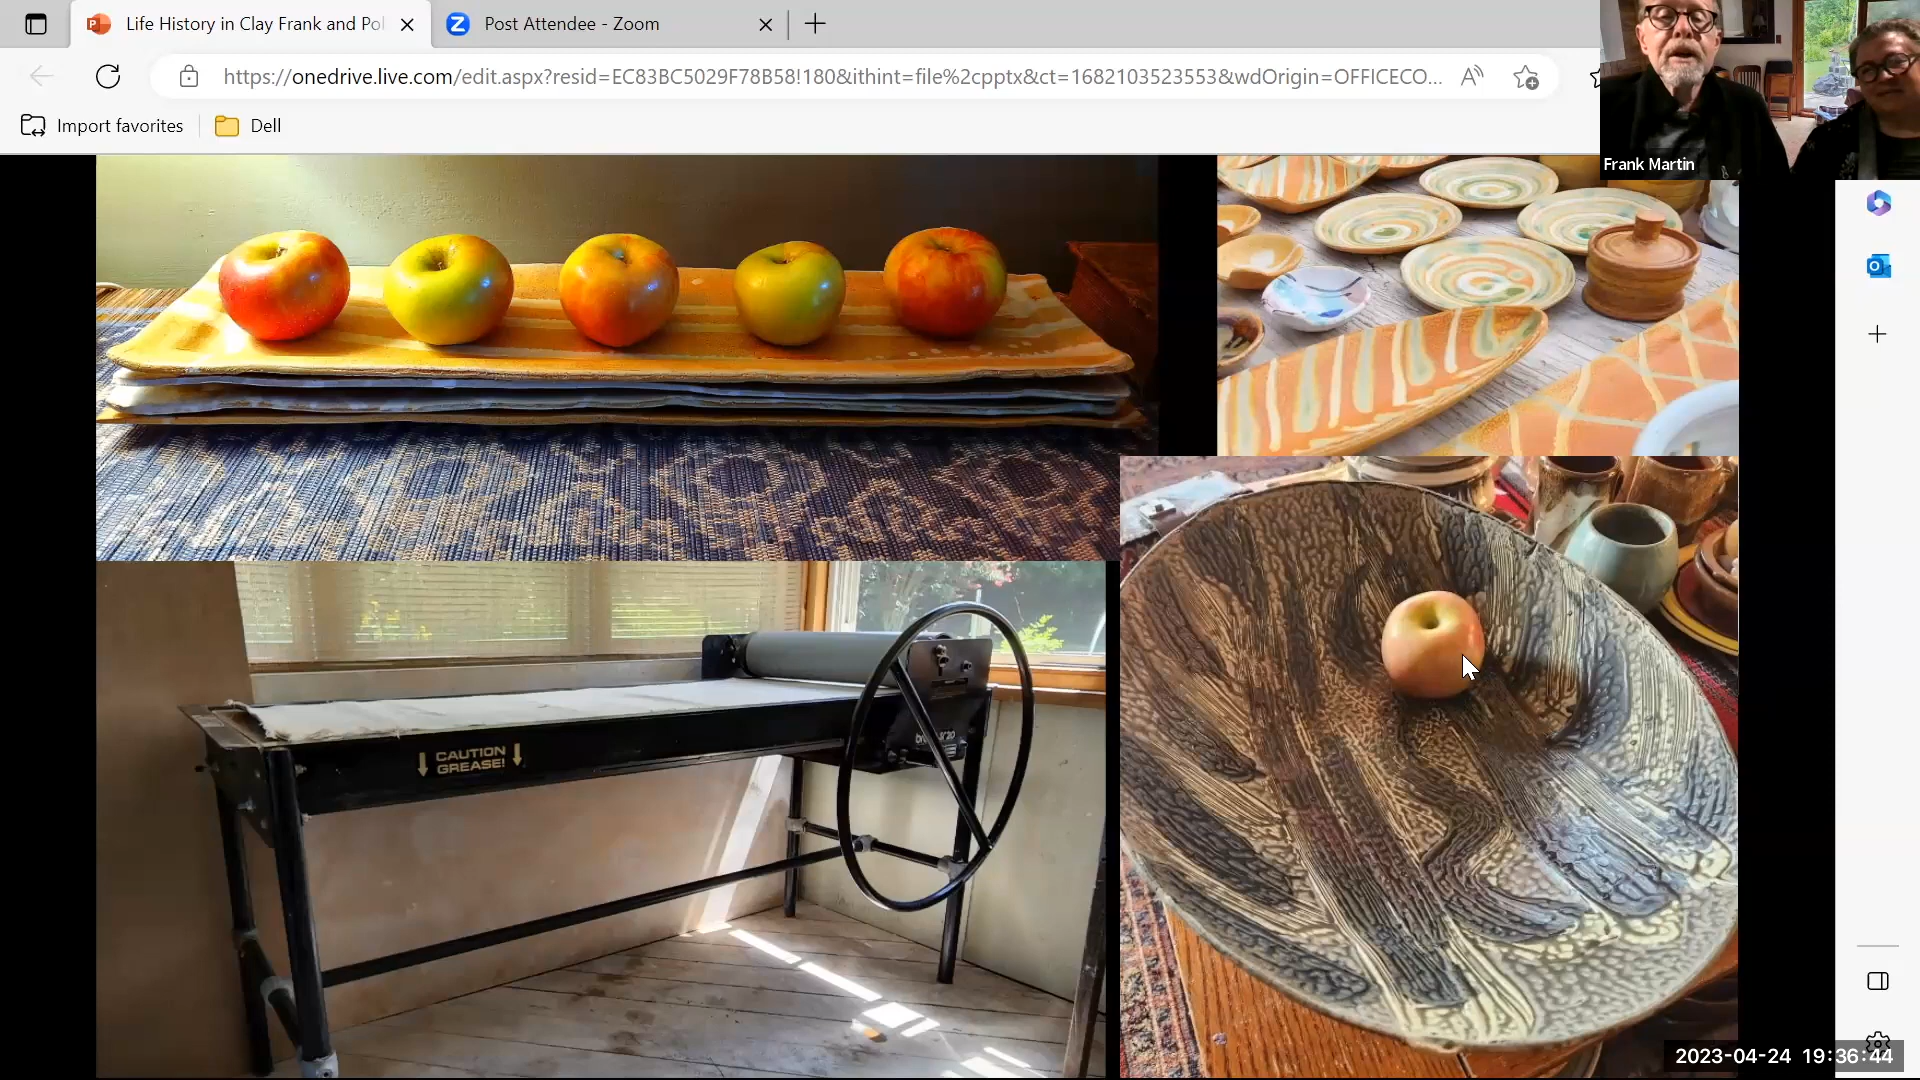 Life History in Clay Frank and Pol
Post Attendee - Zoom
https://onedrive.live.com/edit.aspx?resid=EC83BC5029F78B58!180&ithint=file%2cpptx&ct=1682103523553&wdOrigin=OFFICECO...
Import favorites
Dell
Frank Martin
CAUTION
GREASE!
2023-04-24 19:36:44